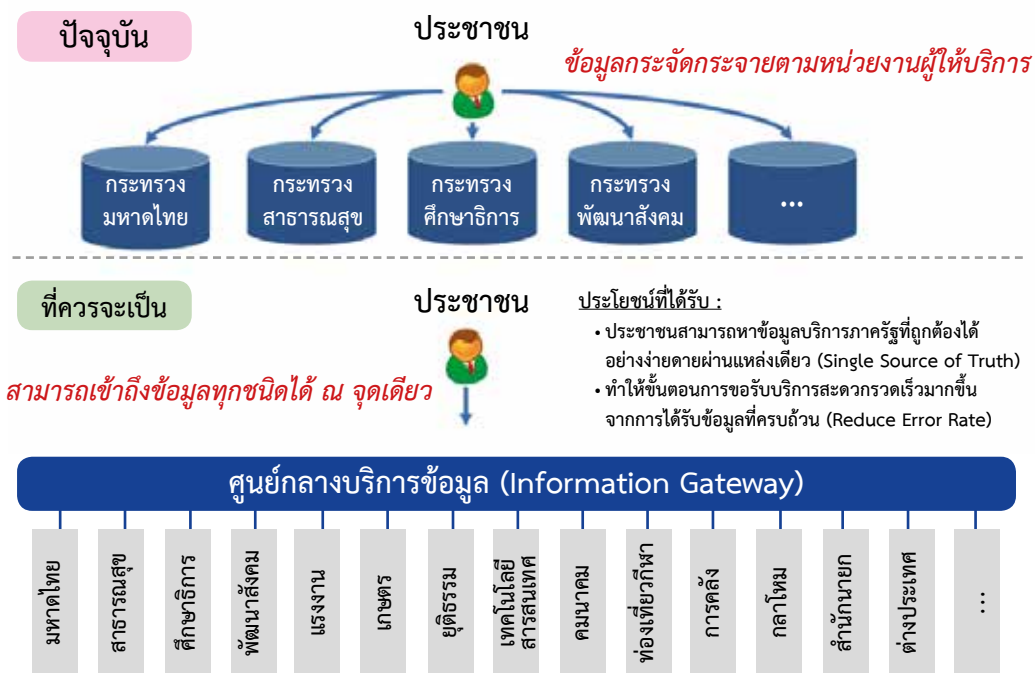 ปัจจุบัน
ประชาชน
ข้อมูลกระจัดกระจายตามหน่วยงานผู้ให้บริการ
กระทรวง
มหาดไทย
กระทรวง
สาธารณสุข
กระทรวง
ศึกษาธิการ
กระทรวง
พัฒนาสังคม
...
ที่ควรจะเป็น
ประชาชน
สามารถเข้าถึงข้อมูลทุกชนิดได้ ณ จุดเดียว
ประโยชน์ที่ได้รับ :
• ประชาชนสามารถหาข้อมูลบริการภาครัฐที่ถูกต้องได้
อย่างง่ายดายผ่านแหล่งเดียว (Single Source of Truth)
• ทำให้ขั้นตอนการขอรับบริการสะดวกรวดเร็วมากขึ้น
จากการได้รับข้อมูลที่ครบถ้วน (Reduce Error Rate)
ศูนย์กลางบริการข้อมูล (Information Gateway)
มหาดไทย
สาธารณสุข
ศึกษาธิการ
พัฒนาสังคม
แรงงาน
เกษตร
ยุติธรรม
เทคโนโลยี
สารสนเทศ
คมนาคม
ท่องเที่ยวกีฬา
การคลัง
กลาโหม
สำนักนายก
ต่างประเทศ
...